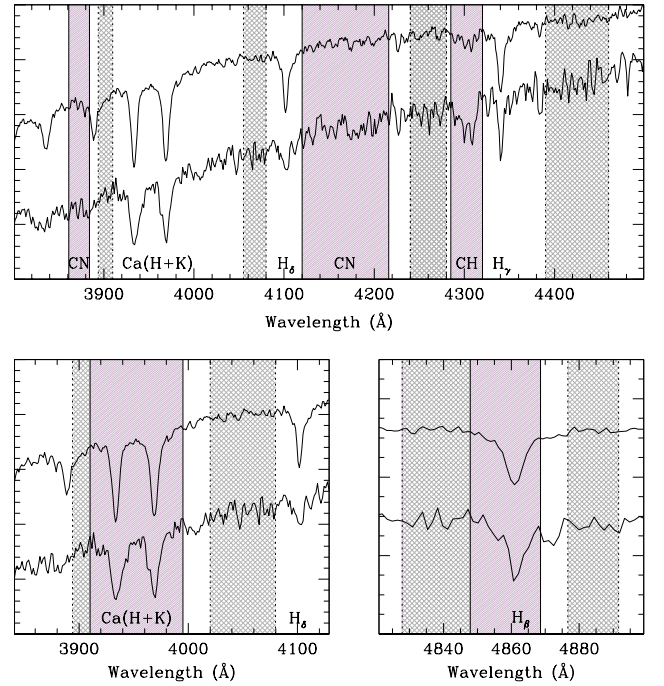 CN Ca(H+K) H_δ CN CH H_γ
3900 4000 4100 4200 4300 4400
Wavelength (Å)
Ca(H+K) H_δ
3900 4000 4100
Wavelength (Å)
H_β
4840 4860 4880
Wavelength (Å)